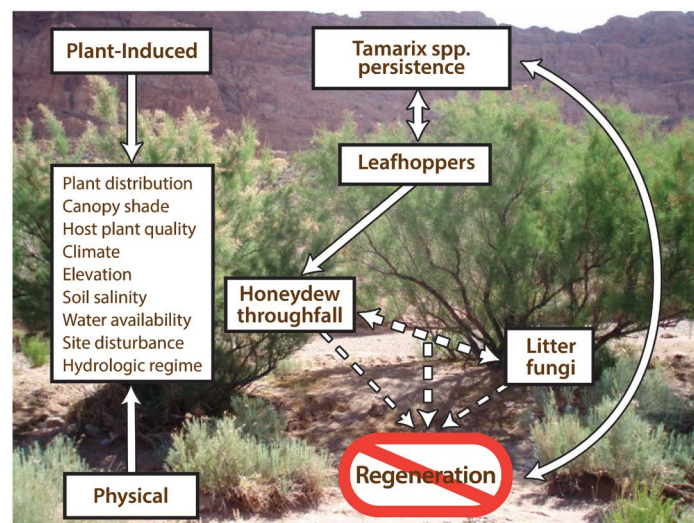 Plant-Induced
Plant distribution
Canopy shade
Host plant quality
Climate
Elevation
Soil salinity
Water availability
Site disturbance
Hydrologic regime
Physical
Tamarix spp.
persistence
Leafhoppers
Honeydew
throughfall
Litter
fungi
Regeneration